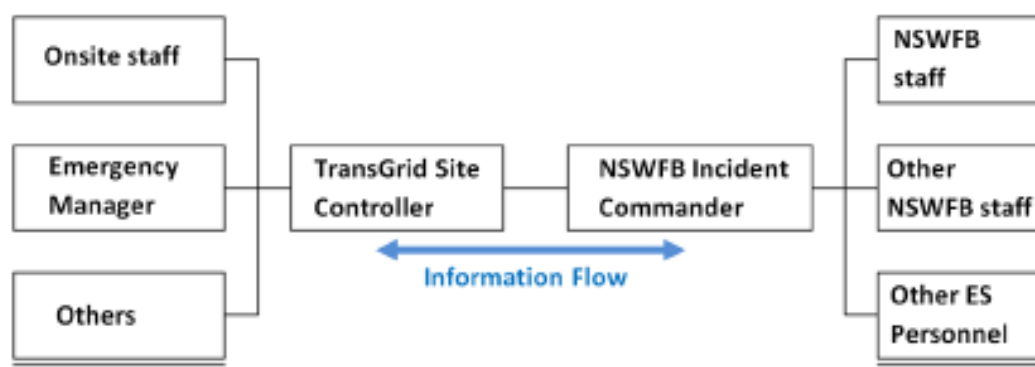 Onsite staff
Emergency
Manager
Others
TransGrid Site
Controller
NSWFB Incident
Commander
Information Flow
NSWFB
staff
Other
NSWFB staff
Other ES
Personnel